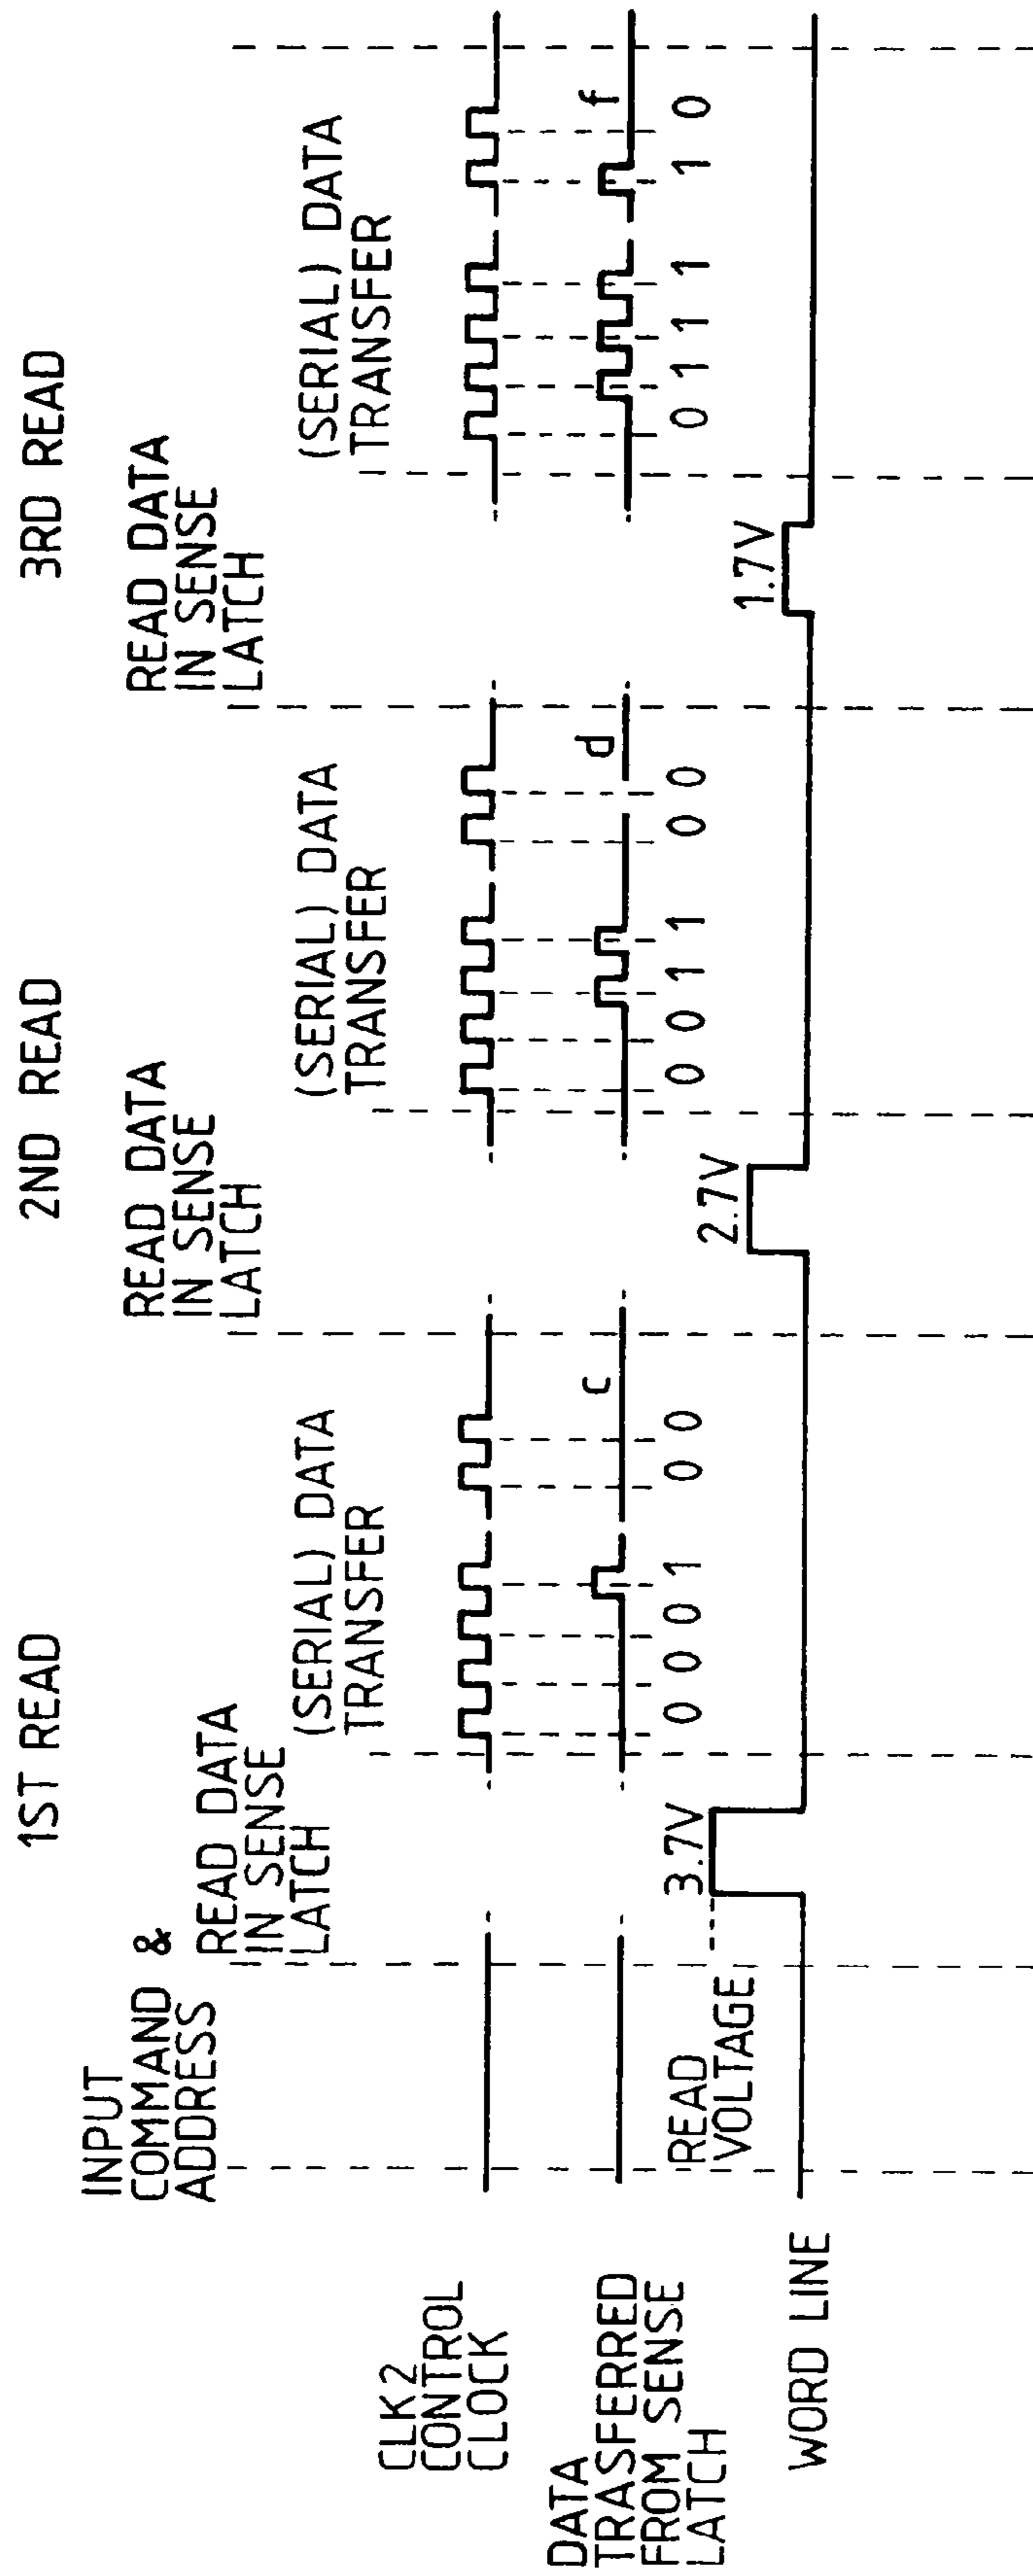 1ST READ
2ND READ
3RD READ
INPUT
COMMAND &
ADDRESS
READ DATA
IN SENSE
LATCH
(SERIAL) DATA
TRANSFER
READ DATA
IN SENSE
LATCH
(SERIAL) DATA
TRANSFER
READ DATA
IN SENSE
LATCH
(SERIAL) DATA
TRANSFER
CLK2
CONTROL
CLOCK
DATA
TRASFERRED
FROM SENSE
LATCH
c
d
f
0 0 0 1 0 0
0 0 1 1 0 0
0 1 1 1 1 0
READ
VOLTAGE
3.7V
2.7V
1.7V
WORD LINE